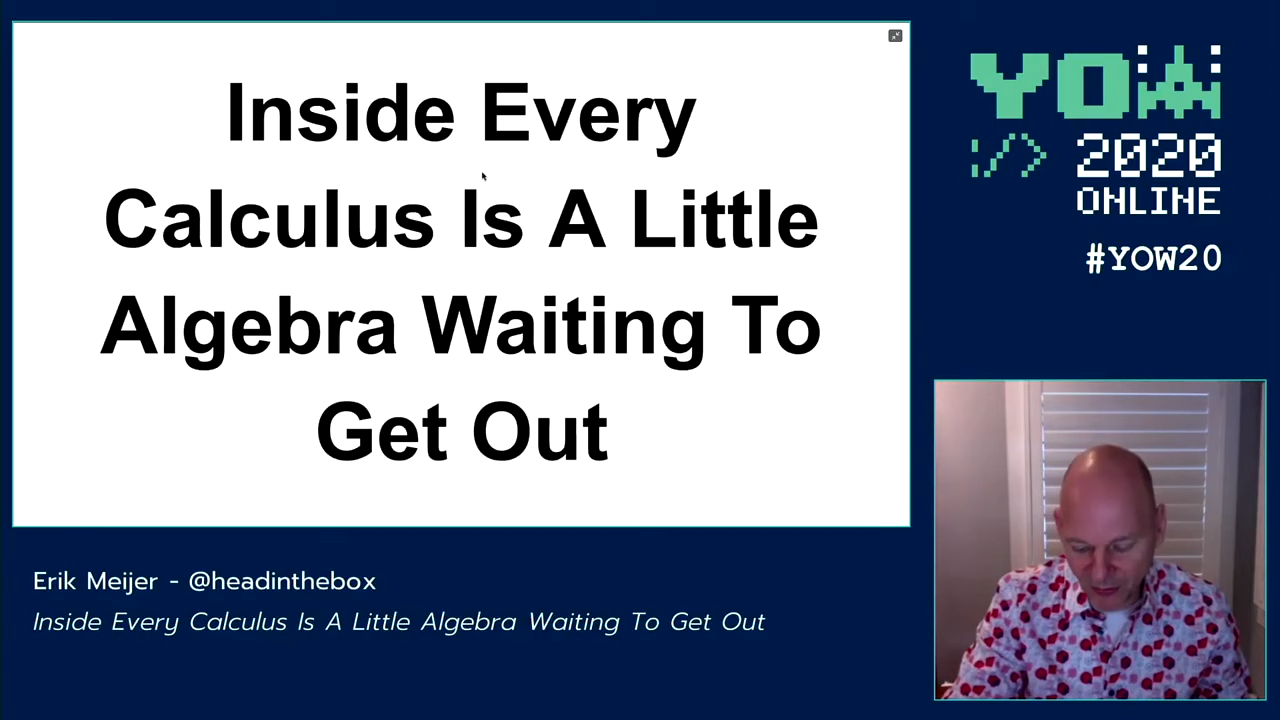 Inside Every
Calculus Is A Little
Algebra Waiting To
Get Out
YOW
:/> 2020
ONLINE
#YOW20
Erik Meijer - @headinthebox
Inside Every Calculus Is A Little Algebra Waiting To Get Out